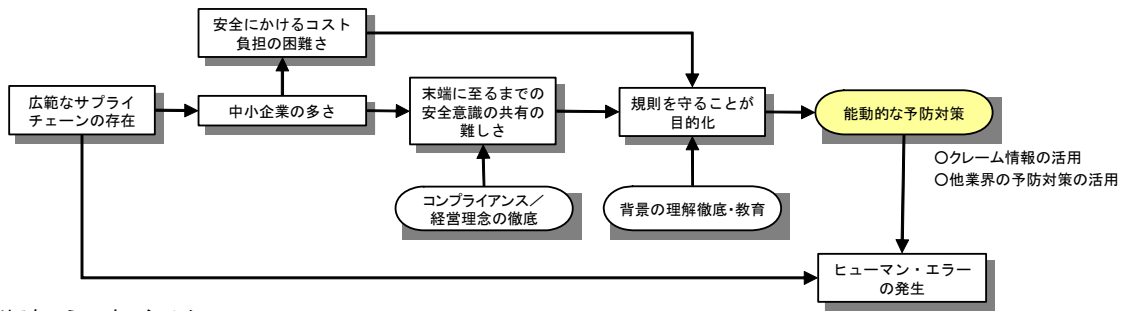 安全にかけるコスト
負担の困難さ
広範なサプライ
チェーンの存在
中小企業の多さ
末端に至るまでの
安全意識の共有の
難しさ
規則を守ることが
目的化
能動的な予防対策
〇クレーム情報の活用
〇他業界の予防対策の活用
コンプライアンス／
経営理念の徹底
背景の理解徹底・教育
ヒューマン・エラー
の発生